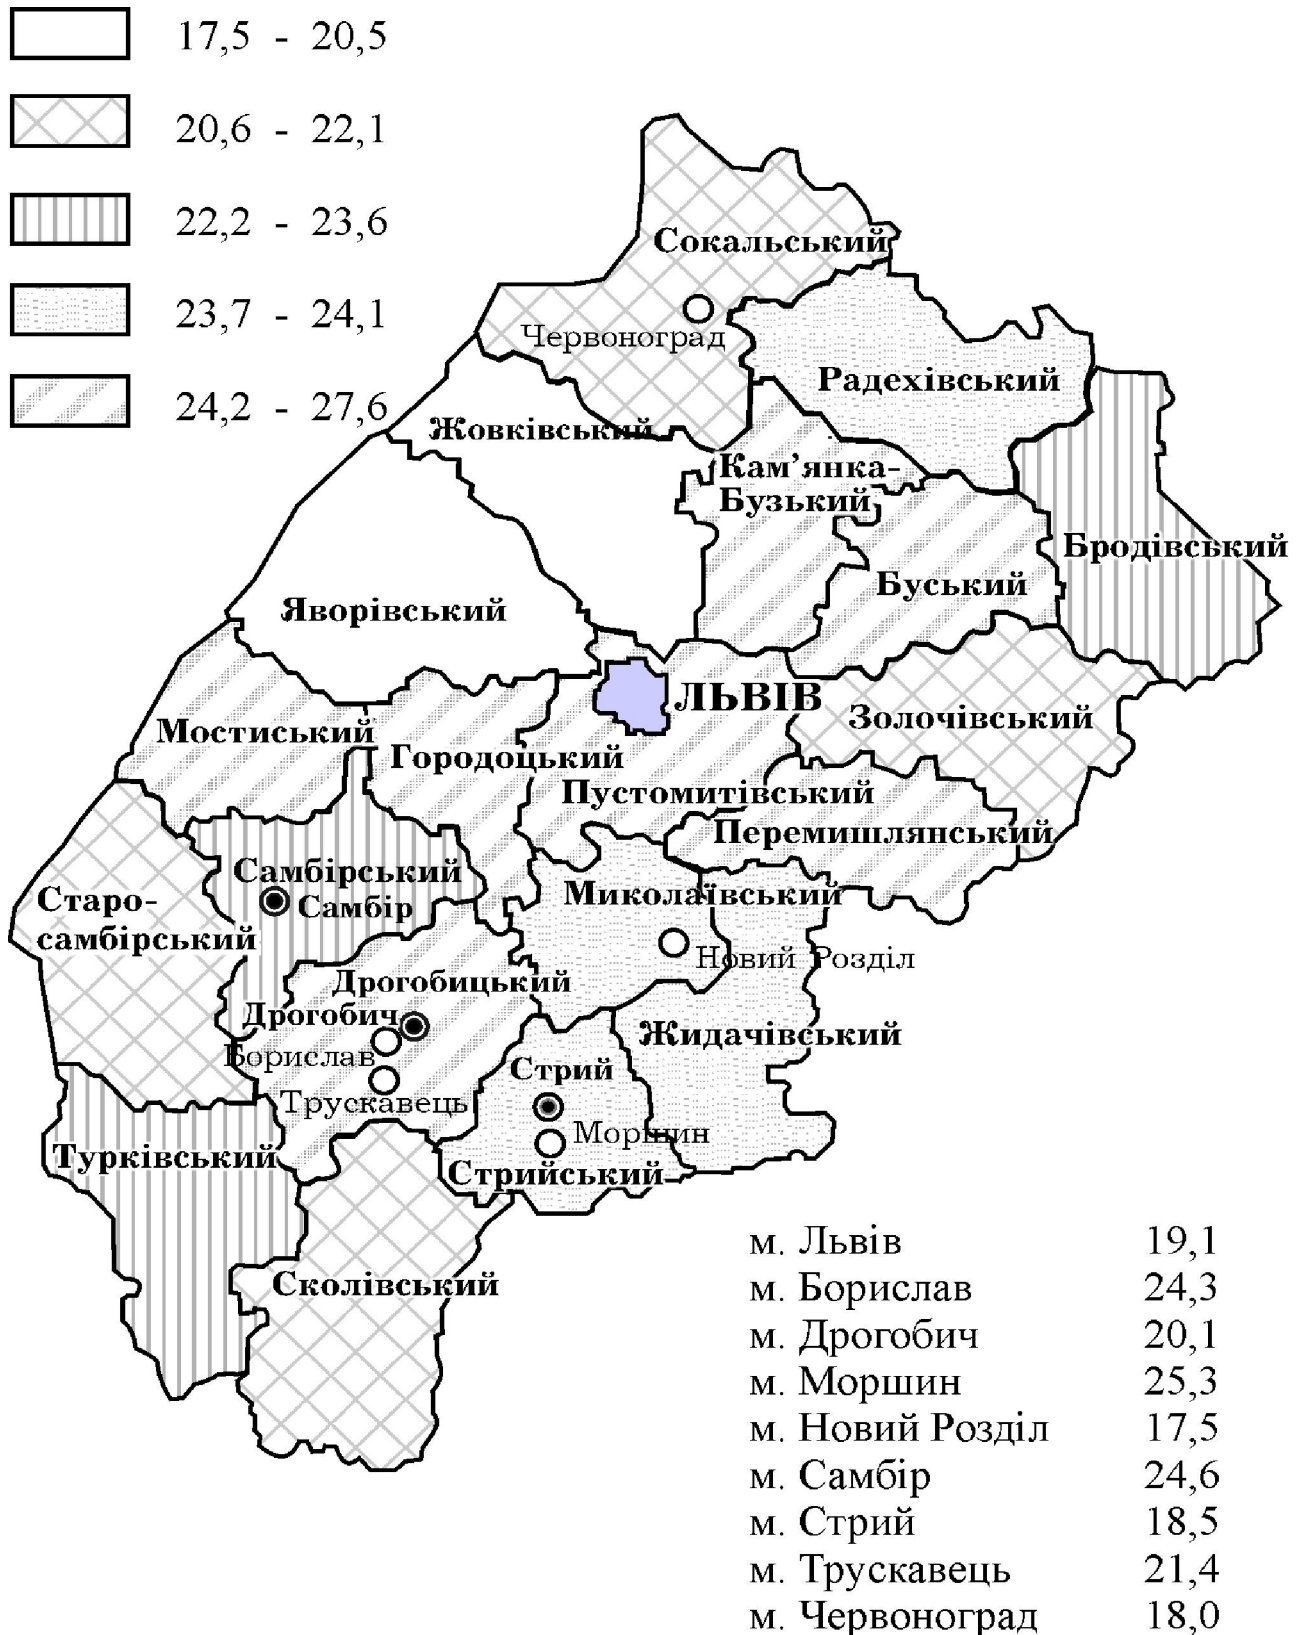 17,5 - 20,5
20,6 - 22,1
22,2 - 23,6
23,7 - 24,1
24,2 - 27,6
Сокальський
Червоноград
Радехівський
Жовківський
Кам’янка-
Бузький
Бродівський
Буський
Яворівський
ЛЬВІВ
Золочівський
Мостиський
Городоцький
Пустомитівський
Перемишлянський
Самбірський
Самбір
Миколаївський
Старо-
самбірський
Новий Розділ
Дрогобицький
Дрогобич
Жидачівський
Борислав
Стрий
Трускавець
Моршин
Турківський
Стрийський
Сколівський
м. Львів 19,1
м. Борислав 24,3
м. Дрогобич 20,1
м. Моршин 25,3
м. Новий Розділ 17,5
м. Самбір 24,6
м. Стрий 18,5
м. Трускавець 21,4
м. Червоноград 18,0